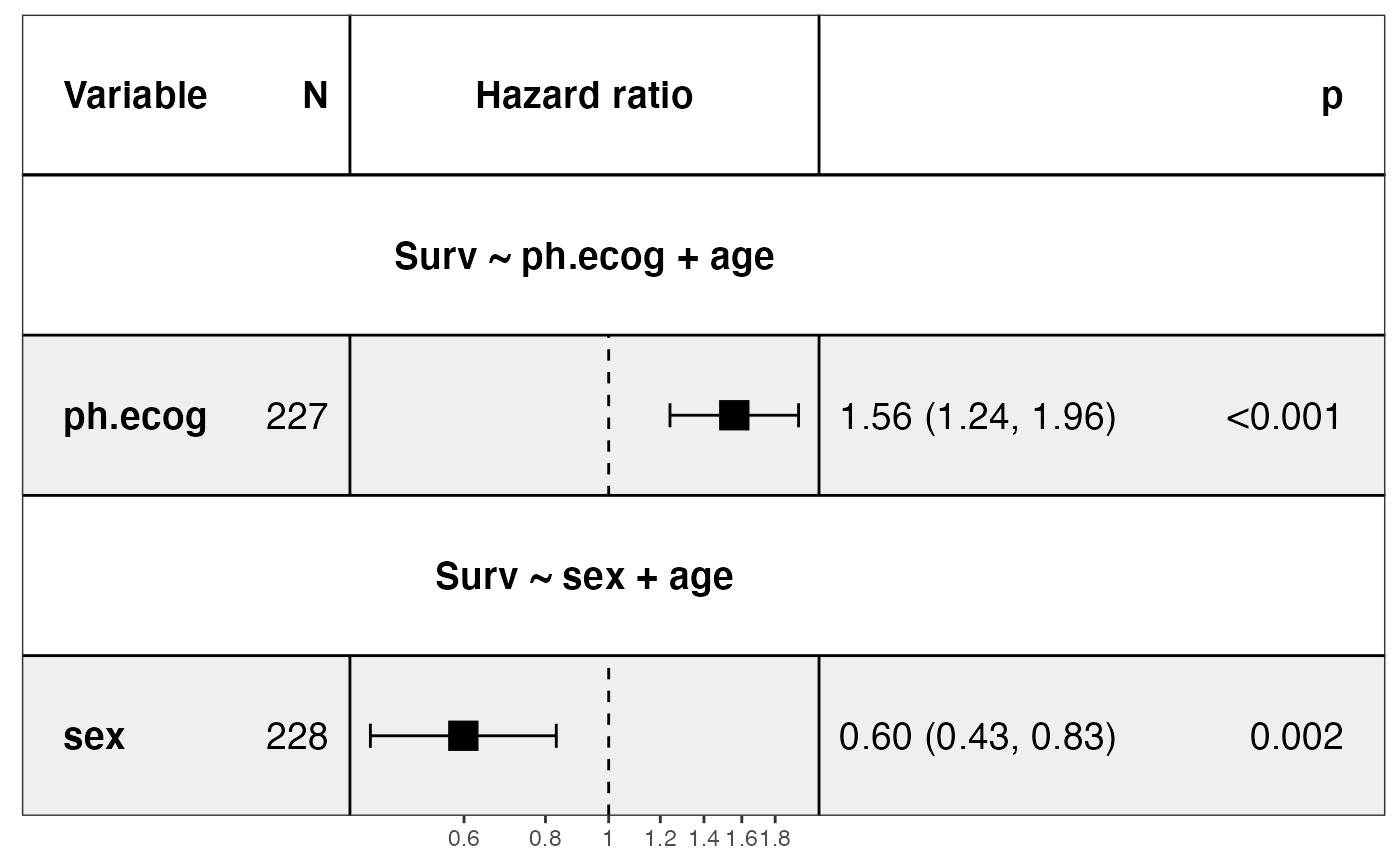 Variable N Hazard ratio p
Surv ~ ph.ecog + age
ph.ecog 227 1.56 (1.24, 1.96) <0.001
Surv ~ sex + age
sex 228 0.60 (0.43, 0.83) 0.002
0.6 0.8 1 1.2 1.4 1.6 1.8